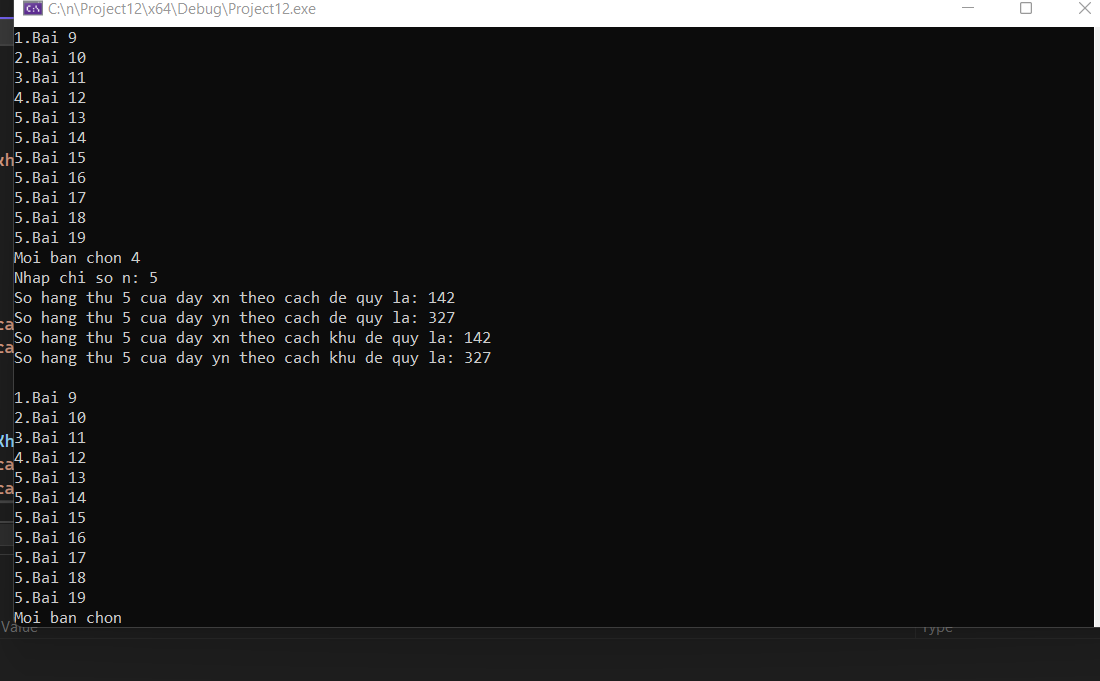 C:\n\Project12\x64\Debug\Project12.exe
1.Bai 9
2.Bai 10
3.Bai 11
4.Bai 12
5.Bai 13
5.Bai 14
5.Bai 15
5.Bai 16
5.Bai 17
5.Bai 18
5.Bai 19
Moi ban chon 4
Nhap chi so n: 5
So hang thu 5 cua day xn theo cach de quy la: 142
So hang thu 5 cua day yn theo cach de quy la: 327
So hang thu 5 cua day xn theo cach khu de quy la: 142
So hang thu 5 cua day yn theo cach khu de quy la: 327
1.Bai 9
2.Bai 10
3.Bai 11
4.Bai 12
5.Bai 13
5.Bai 14
5.Bai 15
5.Bai 16
5.Bai 17
5.Bai 18
5.Bai 19
Moi ban chon
Value Type